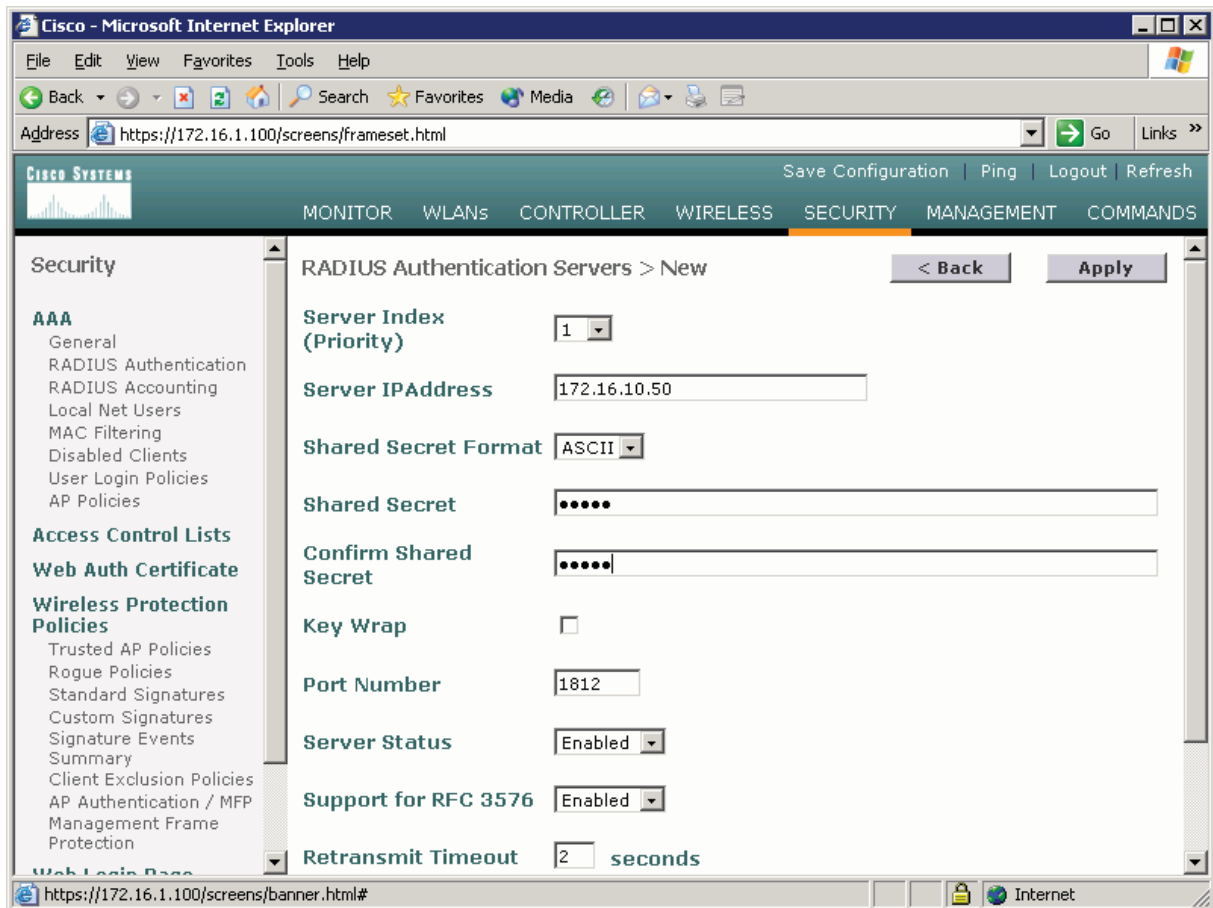 Cisco - Microsoft Internet Explorer
File Edit View Favorites Tools Help
Back Search Favorites Media
Address https://172.16.1.100/screens/frameset.html Go Links »
CISCO SYSTEMS
Save Configuration | Ping | Logout | Refresh
MONITOR WLANs CONTROLLER WIRELESS SECURITY MANAGEMENT COMMANDS
Security
AAA
General
RADIUS Authentication
RADIUS Accounting
Local Net Users
MAC Filtering
Disabled Clients
User Login Policies
AP Policies
Access Control Lists
Web Auth Certificate
Wireless Protection
Policies
Trusted AP Policies
Rogue Policies
Standard Signatures
Custom Signatures
Signature Events
Summary
Client Exclusion Policies
AP Authentication / MFP
Management Frame
Protection
Web Login Page
RADIUS Authentication Servers > New
< Back Apply
Server Index
(Priority) 1
Server IPAddress 172.16.10.50
Shared Secret Format ASCII
Shared Secret •••••
Confirm Shared
Secret •••••
Key Wrap
Port Number 1812
Server Status Enabled
Support for RFC 3576 Enabled
Retransmit Timeout 2 seconds
https://172.16.1.100/screens/banner.html# Internet